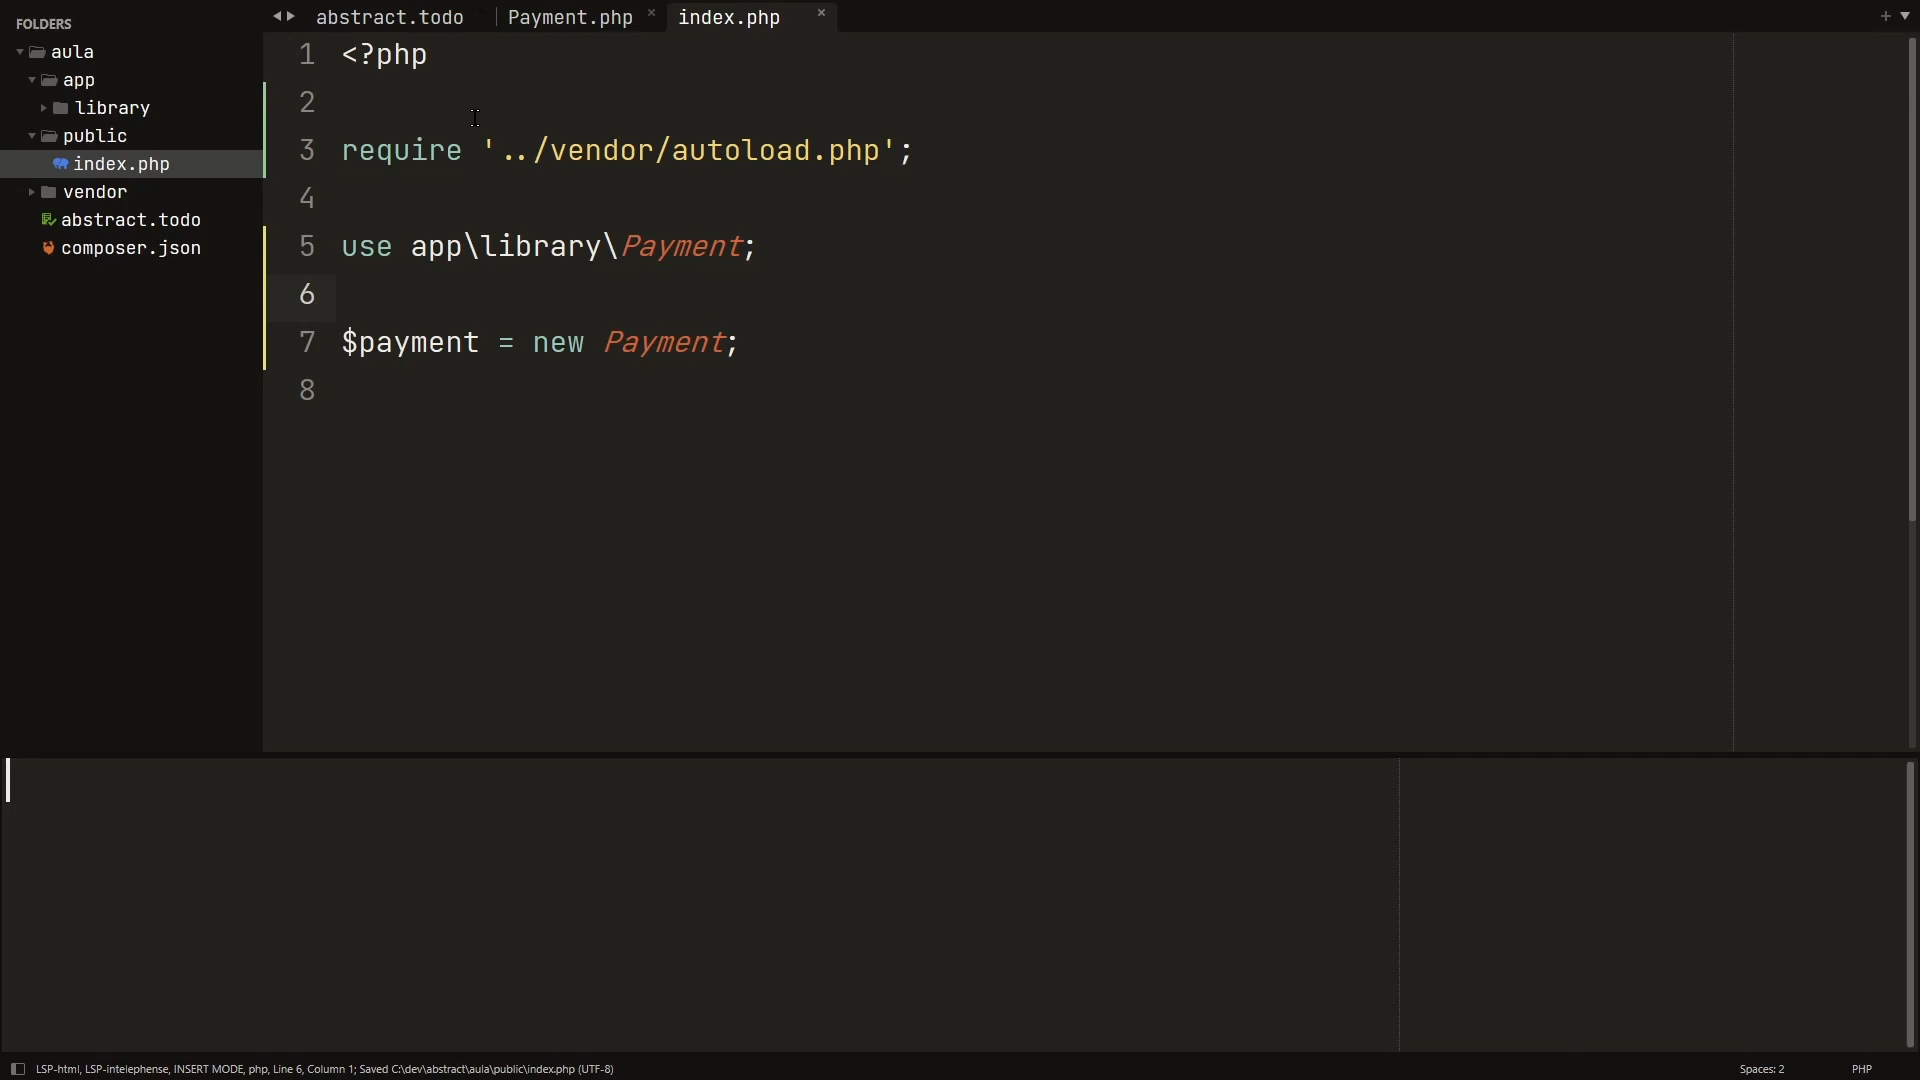 FOLDERS
aula
app
library
public
index.php
vendor
abstract.todo
composer.json
abstract.todo
Payment.php
index.php
1 <?php
2
3 require '../vendor/autoload.php';
4
5 use app\library\Payment;
6
7 $payment = new Payment;
8
LSP-html, LSP-intelephense, INSERT MODE, php, Line 6, Column 1; Saved C:\dev\abstract\aula\public\index.php (UTF-8)
Spaces: 2
PHP